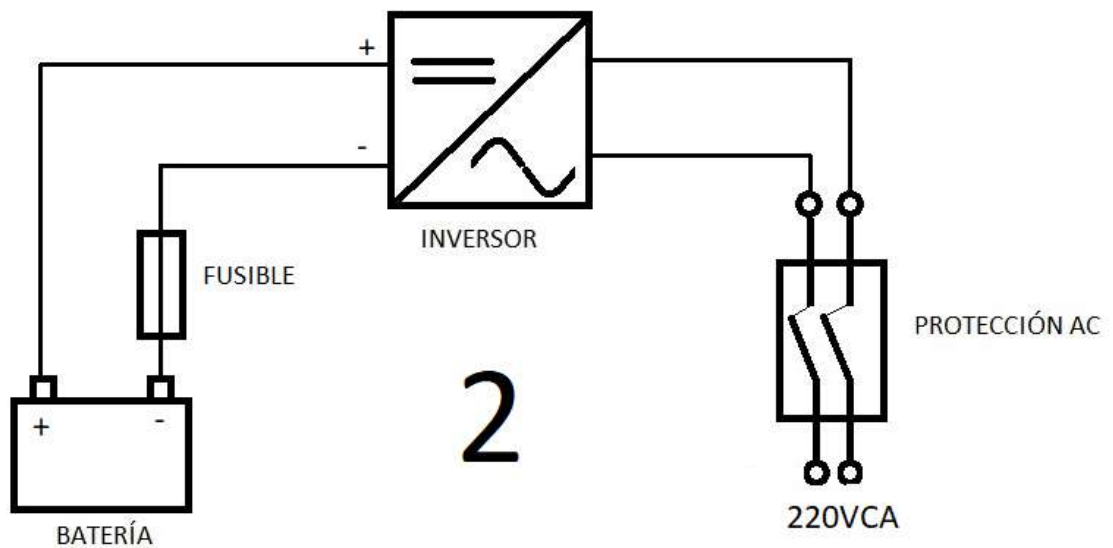 +
-
INVERSOR
FUSIBLE
PROTECCIÓN AC
2
+ -
220VCA
BATERÍA